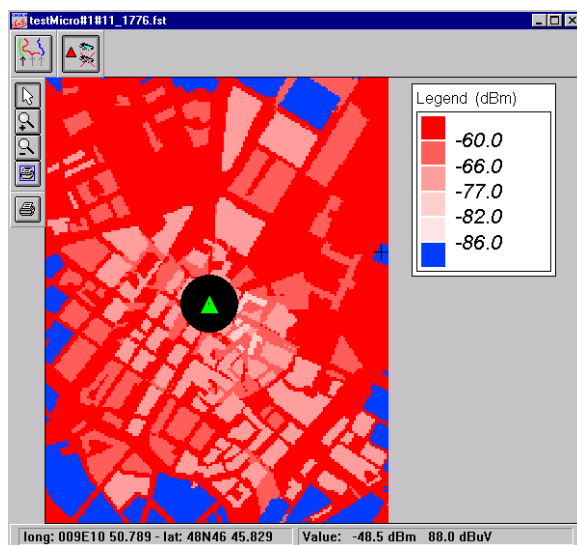 testMicro#1#11_1776.fst
Legend (dBm)
-60.0
-66.0
-77.0
-82.0
-86.0
long: 009E10 50.789 - lat: 48N46 45.829
Value: -48.5 dBm 88.0 dBuV